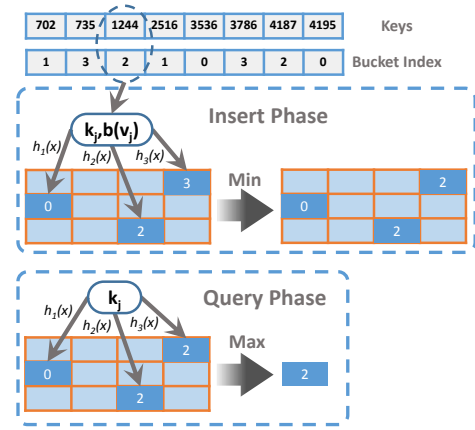 702 735 1244 2516 3536 3786 4187 4195 Keys
1 3 2 1 0 3 2 0 Bucket Index
Insert Phase
k_j,b(v_j)
h_1(x)
h_2(x)
h_3(x)
3
0
2
Min
2
0
2
Query Phase
k_j
h_1(x)
h_2(x)
h_3(x)
2
0
2
Max
2